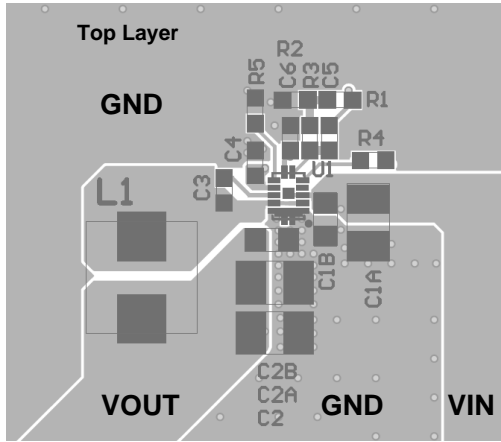 Top Layer
GND
R5
R2
C6
R3
C5
R1
C4
R4
U1
C3
L1
C1B
C1A
C2B
C2A
C2
VOUT
GND
VIN